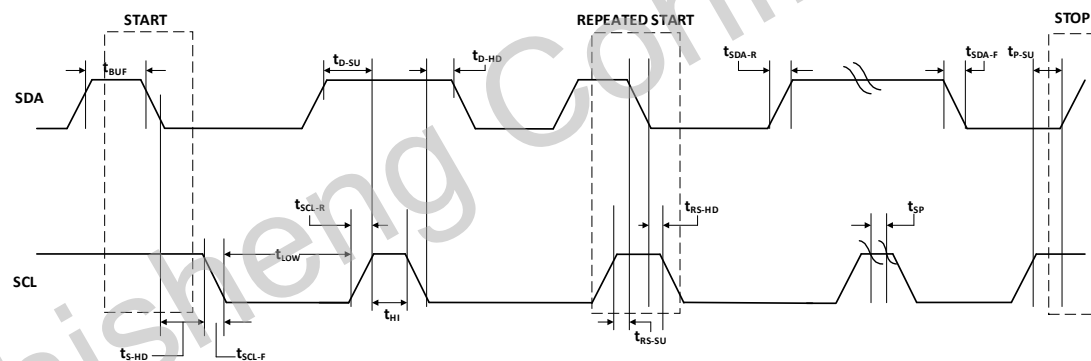 START
REPEATED START
STOP
tBUF
tD-SU
tD-HD
tSDA-R
tSDA-F
tP-SU
SDA
tSCL-R
tRS-HD
tSP
tLOW
SCL
tHI
tRS-SU
tS-HD
tSCL-F